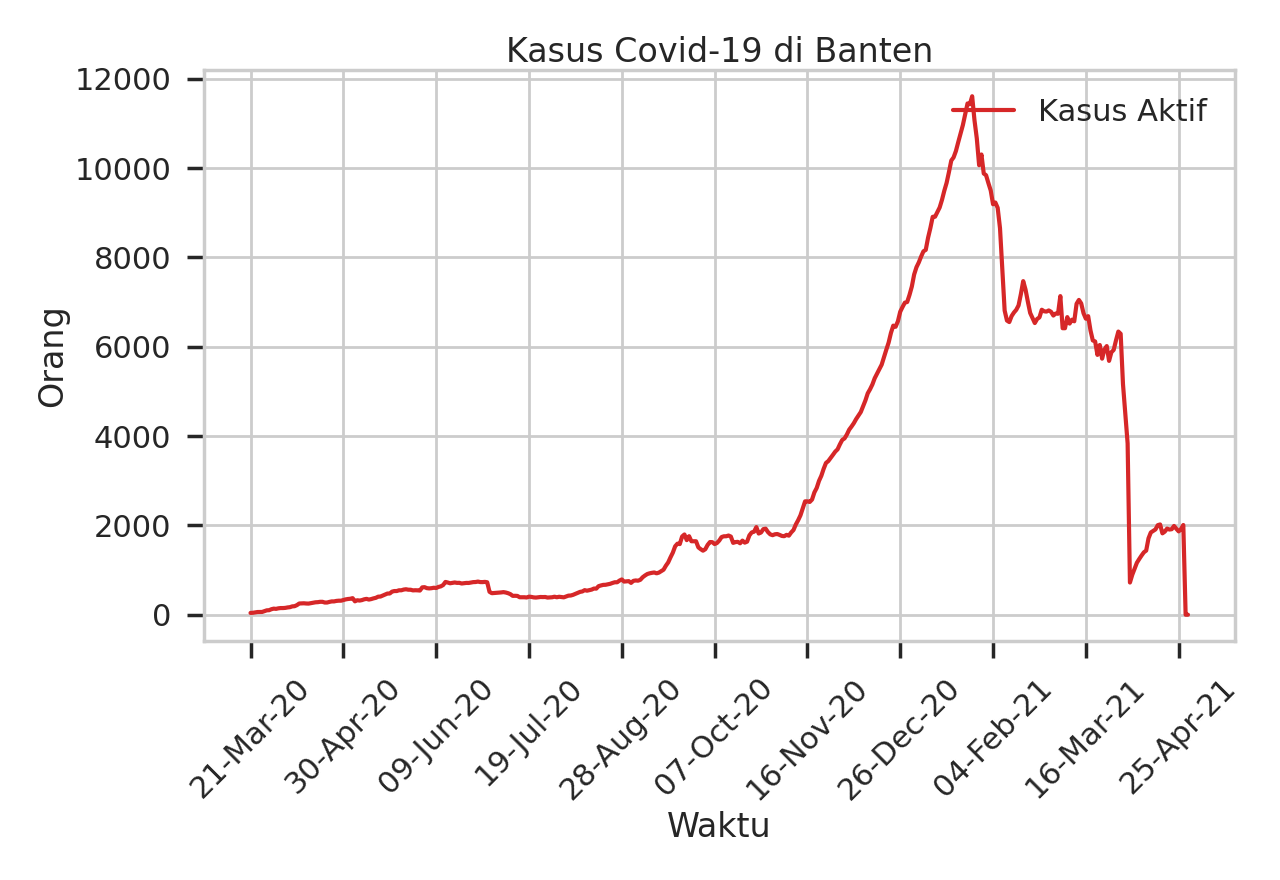 Kasus Covid-19 di Banten
Kasus Aktif
12000
10000
8000
6000
4000
2000
0
Orang
21-Mar-20
30-Apr-20
09-Jun-20
19-Jul-20
28-Aug-20
07-Oct-20
16-Nov-20
26-Dec-20
04-Feb-21
16-Mar-21
25-Apr-21
Waktu